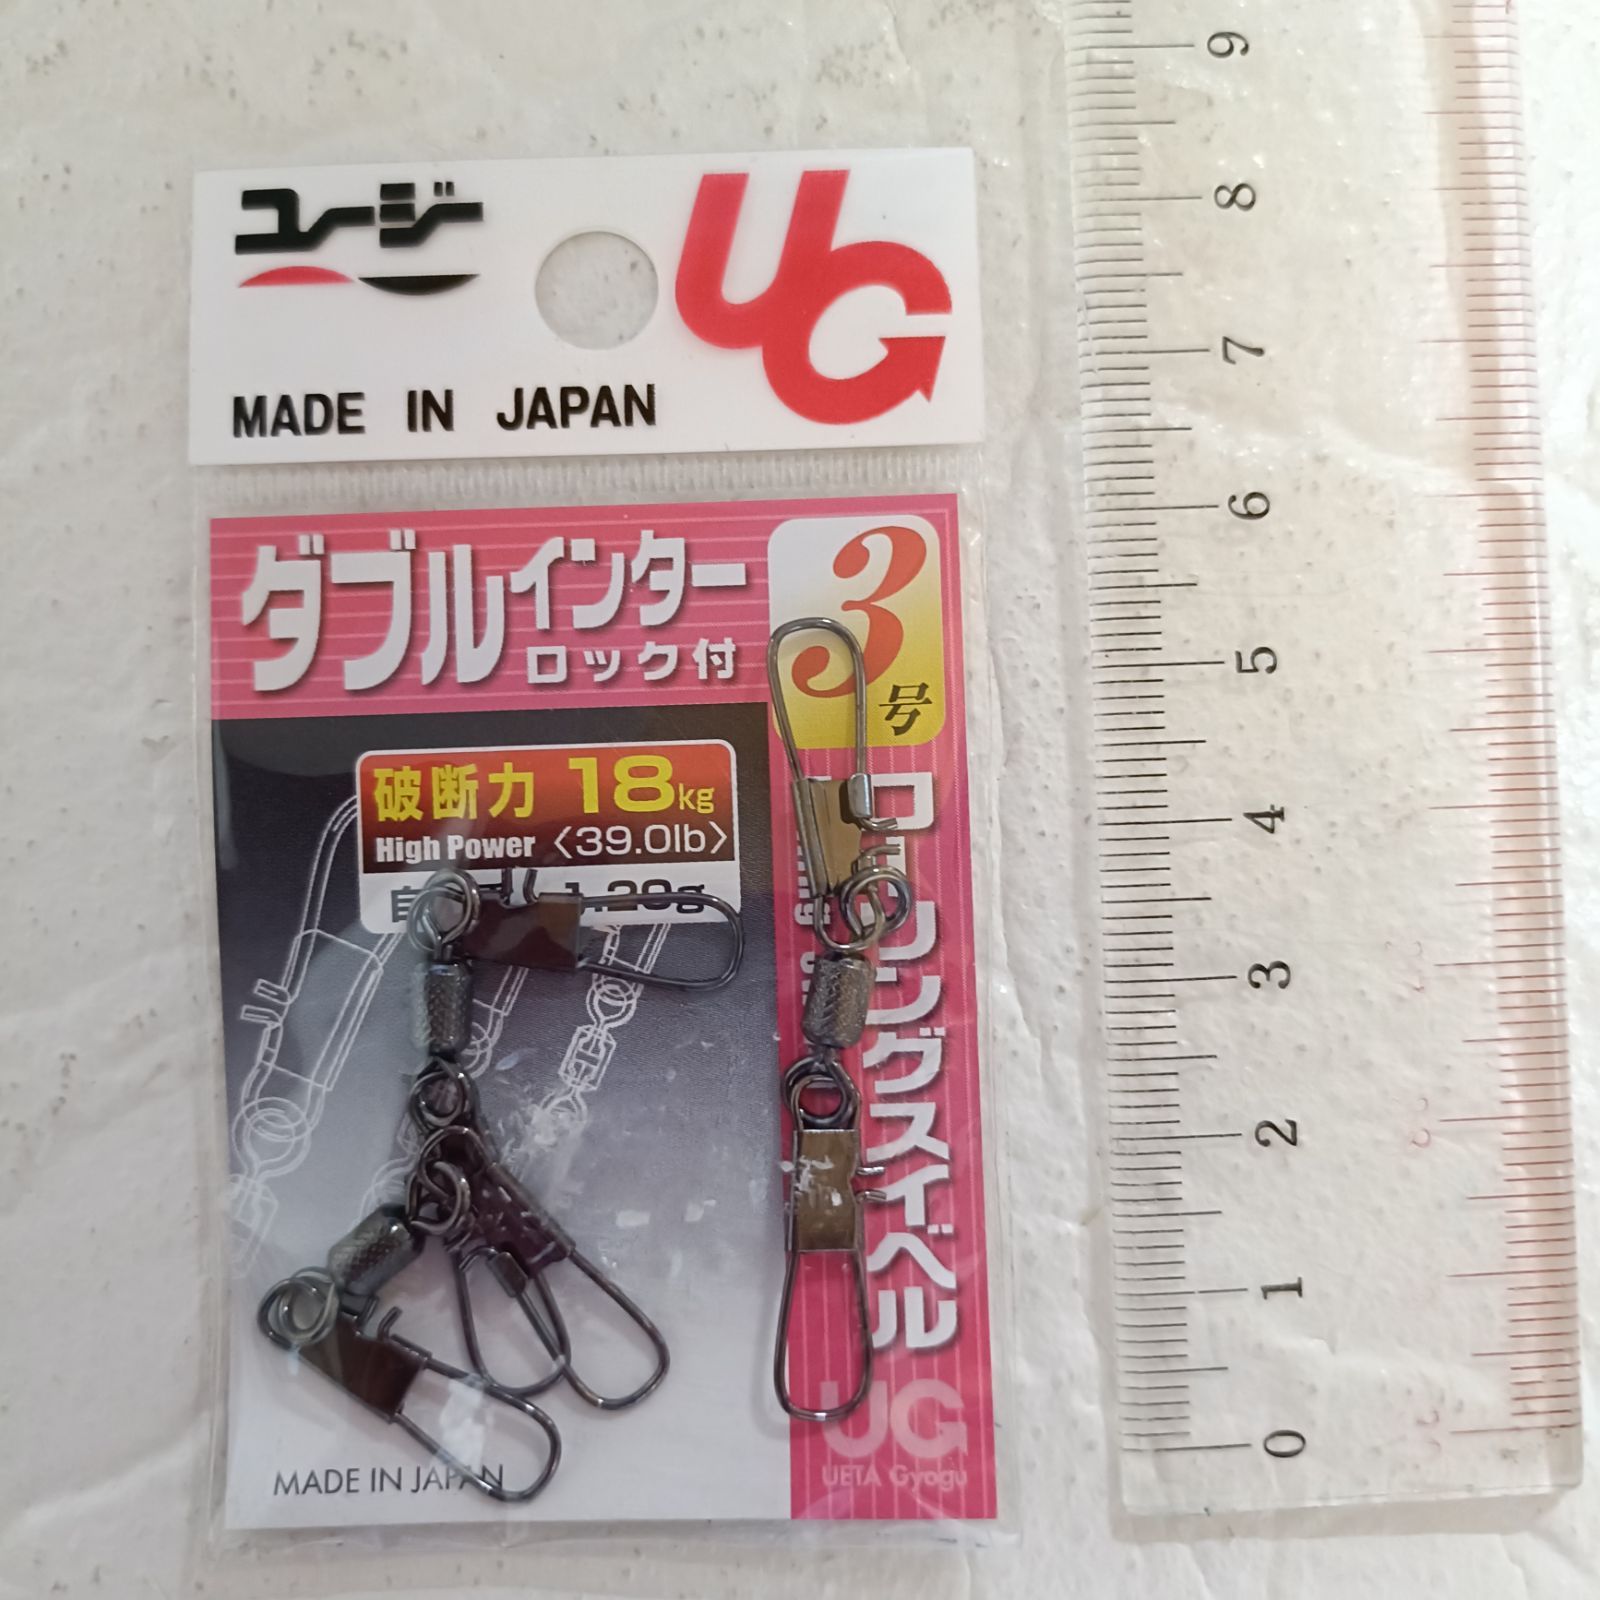 ユージ
UG
MADE IN JAPAN
ダブルインター
ロック付
3号
破断力 18kg
High Power 〈39.0lb〉
1.20g
ローリングスイベル
UG
UETA Gyogu
MADE IN JAPAN
9
8
7
6
5
4
3
2
1
0